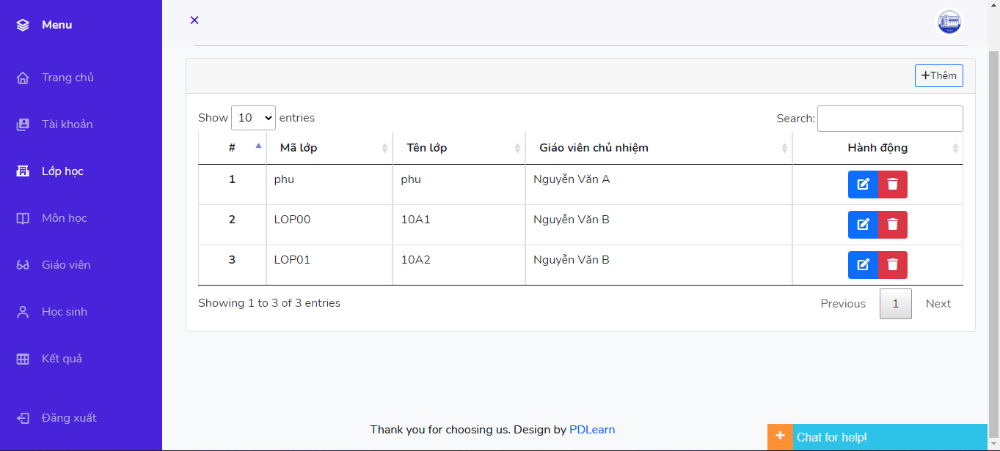 Menu
Trang chủ
Tài khoản
Lớp học
Môn học
Giáo viên
Học sinh
Kết quả
Đăng xuất
Thêm
Show 10 entries
Search:
# Mã lớp Tên lớp Giáo viên chủ nhiệm Hành động
1 phu phu Nguyễn Văn A
2 LOP00 10A1 Nguyễn Văn B
3 LOP01 10A2 Nguyễn Văn B
Showing 1 to 3 of 3 entries
Previous 1 Next
Thank you for choosing us. Design by PDLearn
+ Chat for help!